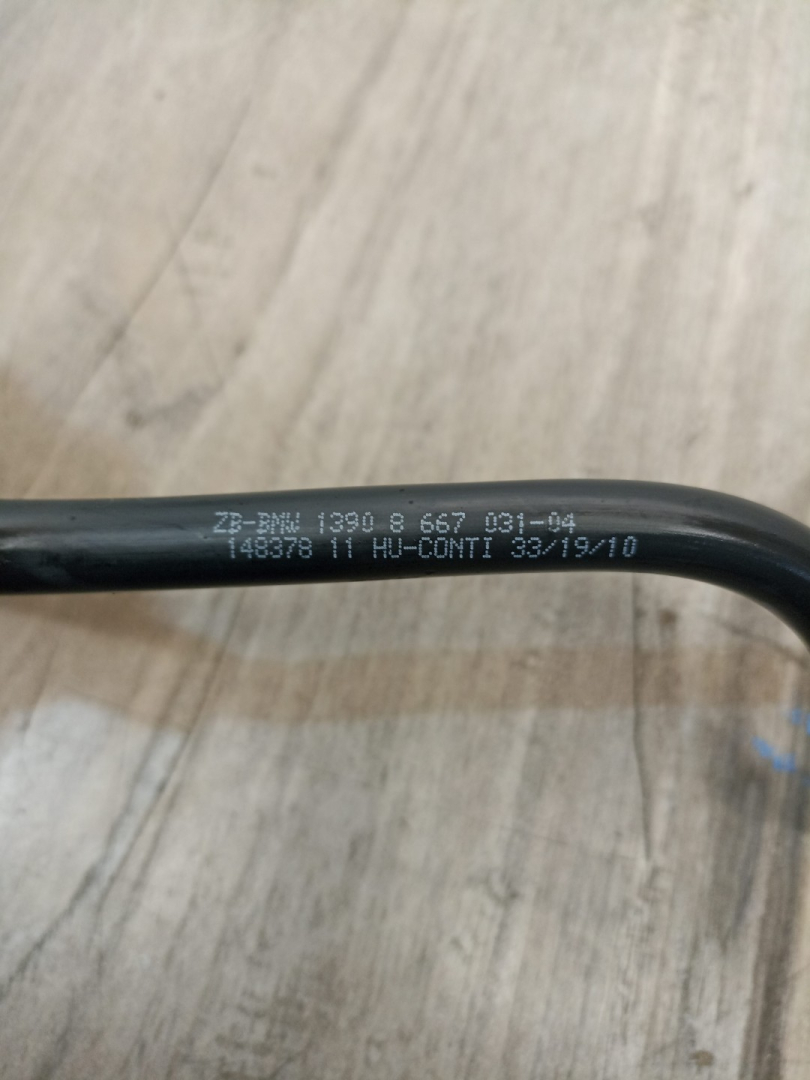 ZB-BMW 1390 8 667 031-04
148378 11 HU-CONTI 33/19/10